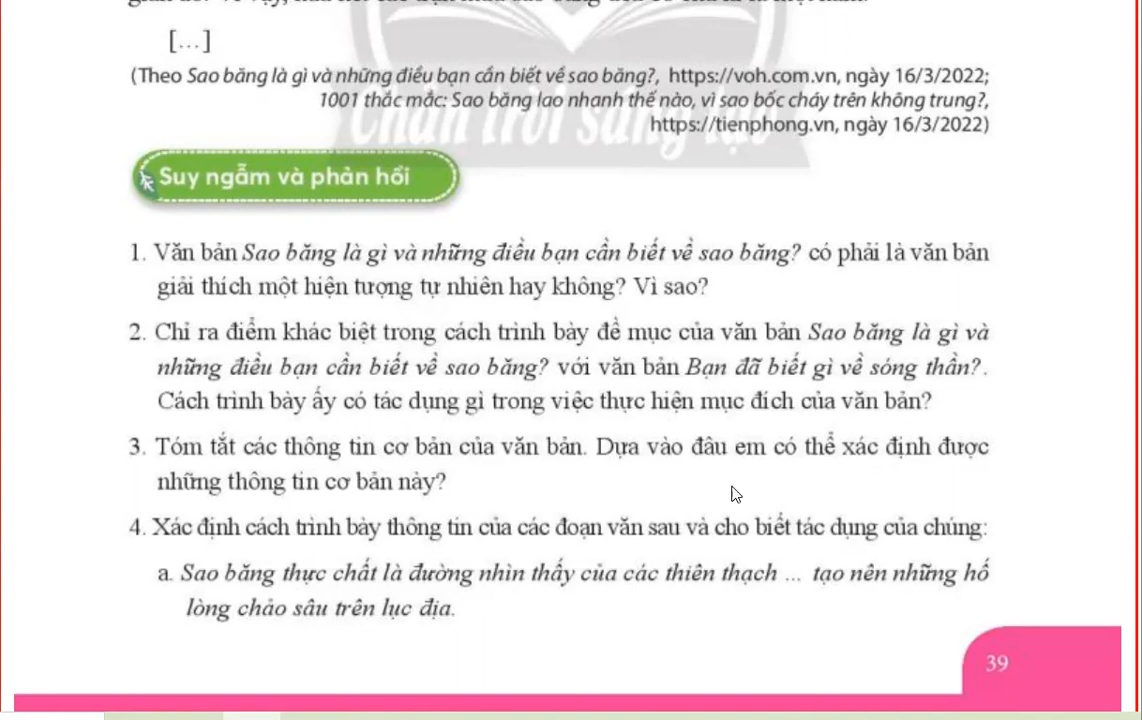 [...]
(Theo Sao băng là gì và những điều bạn cần biết về sao băng?, https://voh.com.vn, ngày 16/3/2022;
1001 thắc mắc: Sao băng lao nhanh thế nào, vì sao bốc cháy trên không trung?,
https://tienphong.vn, ngày 16/3/2022)
Chân trời sáng tạo
Suy ngẫm và phản hồi
1. Văn bản Sao băng là gì và những điều bạn cần biết về sao băng? có phải là văn bản
giải thích một hiện tượng tự nhiên hay không? Vì sao?
2. Chỉ ra điểm khác biệt trong cách trình bày đề mục của văn bản Sao băng là gì và
những điều bạn cần biết về sao băng? với văn bản Bạn đã biết gì về sóng thần?.
Cách trình bày ấy có tác dụng gì trong việc thực hiện mục đích của văn bản?
3. Tóm tắt các thông tin cơ bản của văn bản. Dựa vào đâu em có thể xác định được
những thông tin cơ bản này?
4. Xác định cách trình bày thông tin của các đoạn văn sau và cho biết tác dụng của chúng:
a. Sao băng thực chất là đường nhìn thấy của các thiên thạch ... tạo nên những hố
lòng chảo sâu trên lục địa.
39